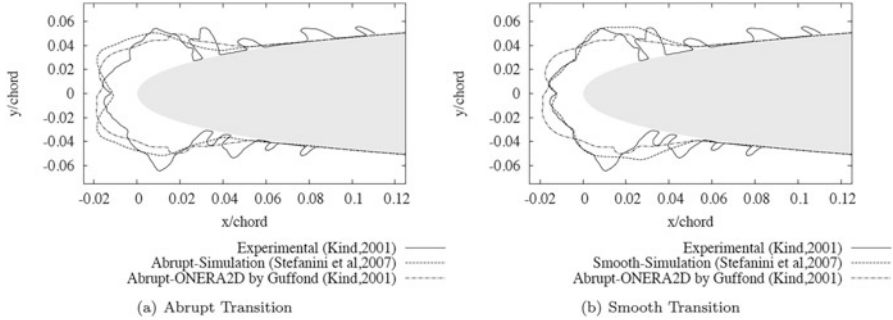 0.06
0.04
0.02
0
-0.02
-0.04
-0.06
y/chord
-0.02 0 0.02 0.04 0.06 0.08 0.1 0.12
x/chord
Experimental (Kind,2001)
Abrupt-Simulation (Stefanini et al,2007)
Abrupt-ONERA2D by Guffond (Kind,2001)
(a) Abrupt Transition
0.06
0.04
0.02
0
-0.02
-0.04
-0.06
y/chord
-0.02 0 0.02 0.04 0.06 0.08 0.1 0.12
x/chord
Experimental (Kind,2001)
Smooth-Simulation (Stefanini et al,2007)
Abrupt-ONERA2D by Guffond (Kind,2001)
(b) Smooth Transition